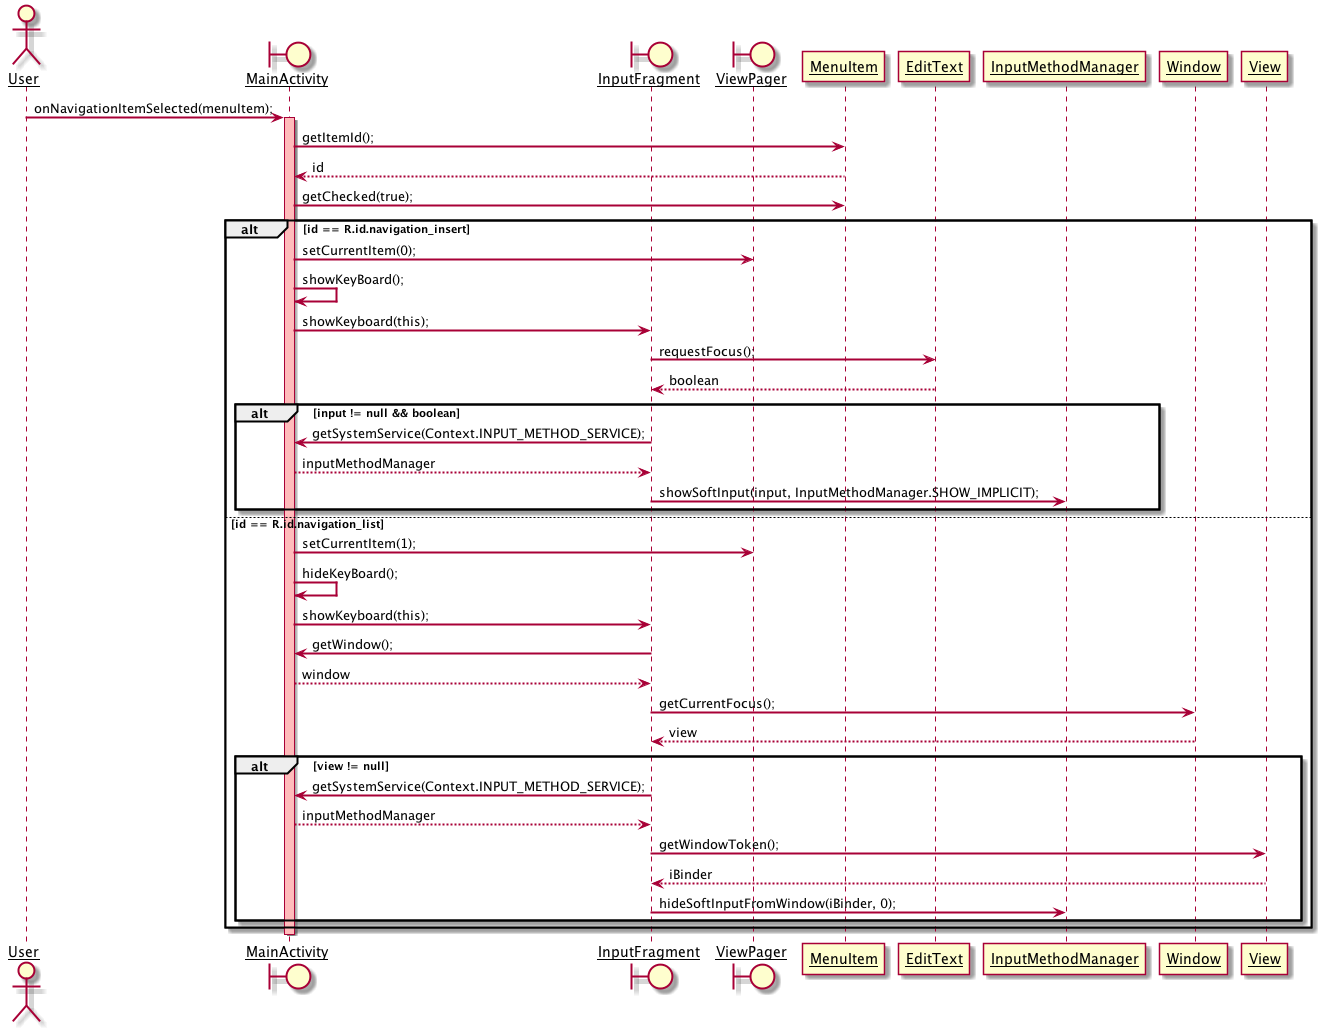 User
MainActivity
InputFragment
ViewPager
MenuItem
EditText
InputMethodManager
Window
View
onNavigationItemSelected(menuItem);
getItemId();
id
getChecked(true);
alt
[id == R.id.navigation_insert]
setCurrentItem(0);
showKeyBoard();
showKeyboard(this);
requestFocus();
boolean
alt
[input != null && boolean]
getSystemService(Context.INPUT_METHOD_SERVICE);
inputMethodManager
showSoftInput(input, InputMethodManager.SHOW_IMPLICIT);
[id == R.id.navigation_list]
setCurrentItem(1);
hideKeyBoard();
showKeyboard(this);
getWindow();
window
getCurrentFocus();
view
alt
[view != null]
getSystemService(Context.INPUT_METHOD_SERVICE);
inputMethodManager
getWindowToken();
iBinder
hideSoftInputFromWindow(iBinder, 0);
User
MainActivity
InputFragment
ViewPager
MenuItem
EditText
InputMethodManager
Window
View